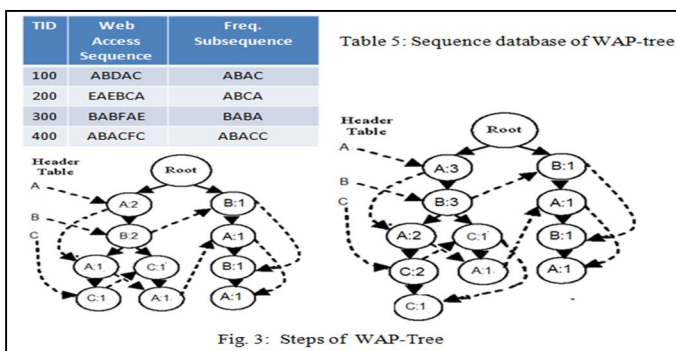 TID Web Access Sequence Freq. Subsequence
100 ABDAC ABAC
200 EAEBCA ABCA
300 BABFAE BABA
400 ABACFC ABACC
Table 5: Sequence database of WAP-tree
Header Table
A
B
C
Root
A:2
B:1
B:2
A:1
A:1
C:1
B:1
C:1
A:1
A:1
Header Table
A
B
C
Root
A:3
B:1
B:3
A:1
A:2
C:1
B:1
C:2
A:1
A:1
C:1
Fig. 3: Steps of WAP-Tree